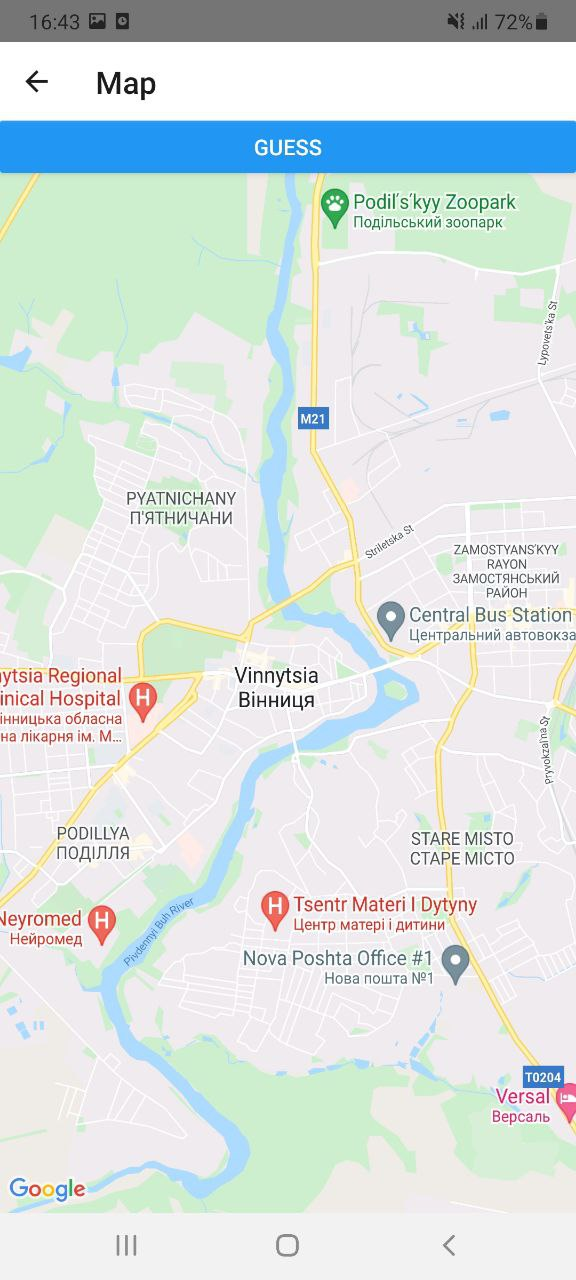 16:43
72%
Map
GUESS
Podil's'kyy Zoopark
Подільський зоопарк
Lypovets'ka St
M21
PYATNICHANY
П'ЯТНИЧАНИ
Striletska St
ZAMOSTYANS'KYY
RAYON
ЗАМОСТЯНСЬКИЙ
РАЙОН
Central Bus Station
Центральний автовокза
ytsia Regional
inical Hospital
інницька обласна
на лікарня ім. М...
Vinnytsia
Вінниця
Pryvokzal'na St
PODILLYA
ПОДІЛЛЯ
STARE MISTO
СТАРЕ МІСТО
Neyromed
Нейромед
Pivdennyi Buh River
Tsentr Materi I Dytyny
Центр матері і дитини
Nova Poshta Office #1
Нова пошта №1
T0204
Versal
Версаль
Google